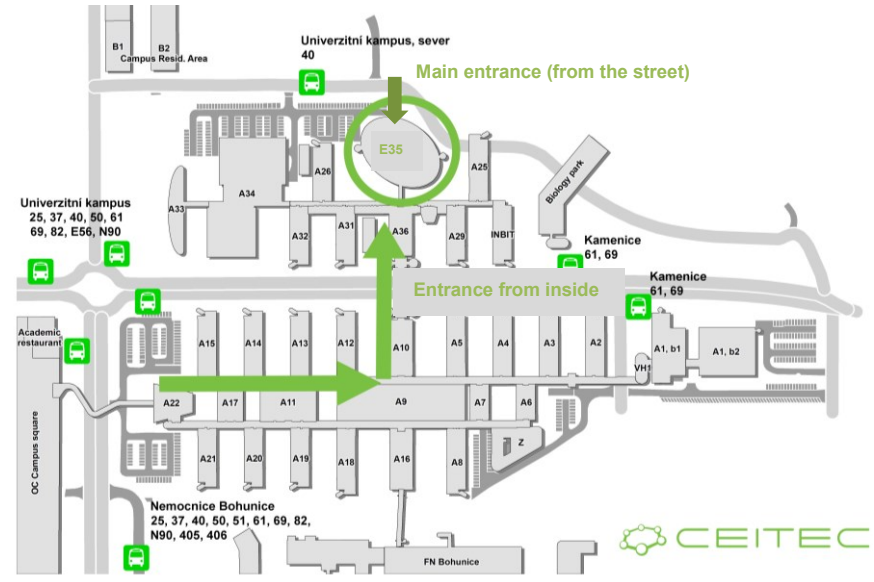 B1
B2
Campus Resid. Area
Univerzitni kampus, sever
40
Main entrance (from the street)
E35
A26
A25
A34
A33
Biology park
Univerzitní kampus
25, 37, 40, 50, 61
69, 82, E56, N90
A32
A31
A36
A29
INBIT
Kamenice
61, 69
Kamenice
61, 69
Entrance from inside
Academic
restaurant
A15
A14
A13
A12
A10
A5
A4
A3
A2
VH1
A1, b1
A1, b2
A22
A17
A11
A9
A7
A6
Z
OC Campus square
A21
A20
A19
A18
A16
A8
Nemocnice Bohunice
25, 37, 40, 50, 51, 61, 69, 82,
N90, 405, 406
FN Bohunice
CEITEC